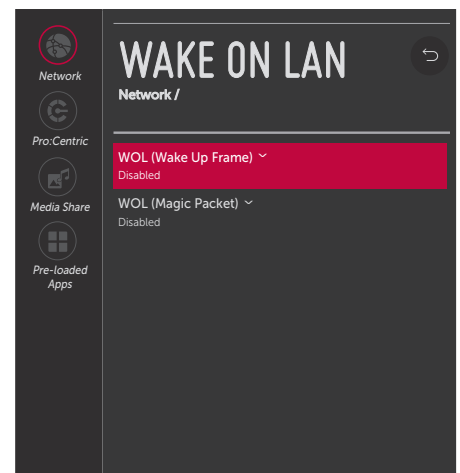 Network
Pro:Centric
Media Share
Pre-loaded
Apps
WAKE ON LAN
Network /
WOL (Wake Up Frame)
Disabled
WOL (Magic Packet)
Disabled